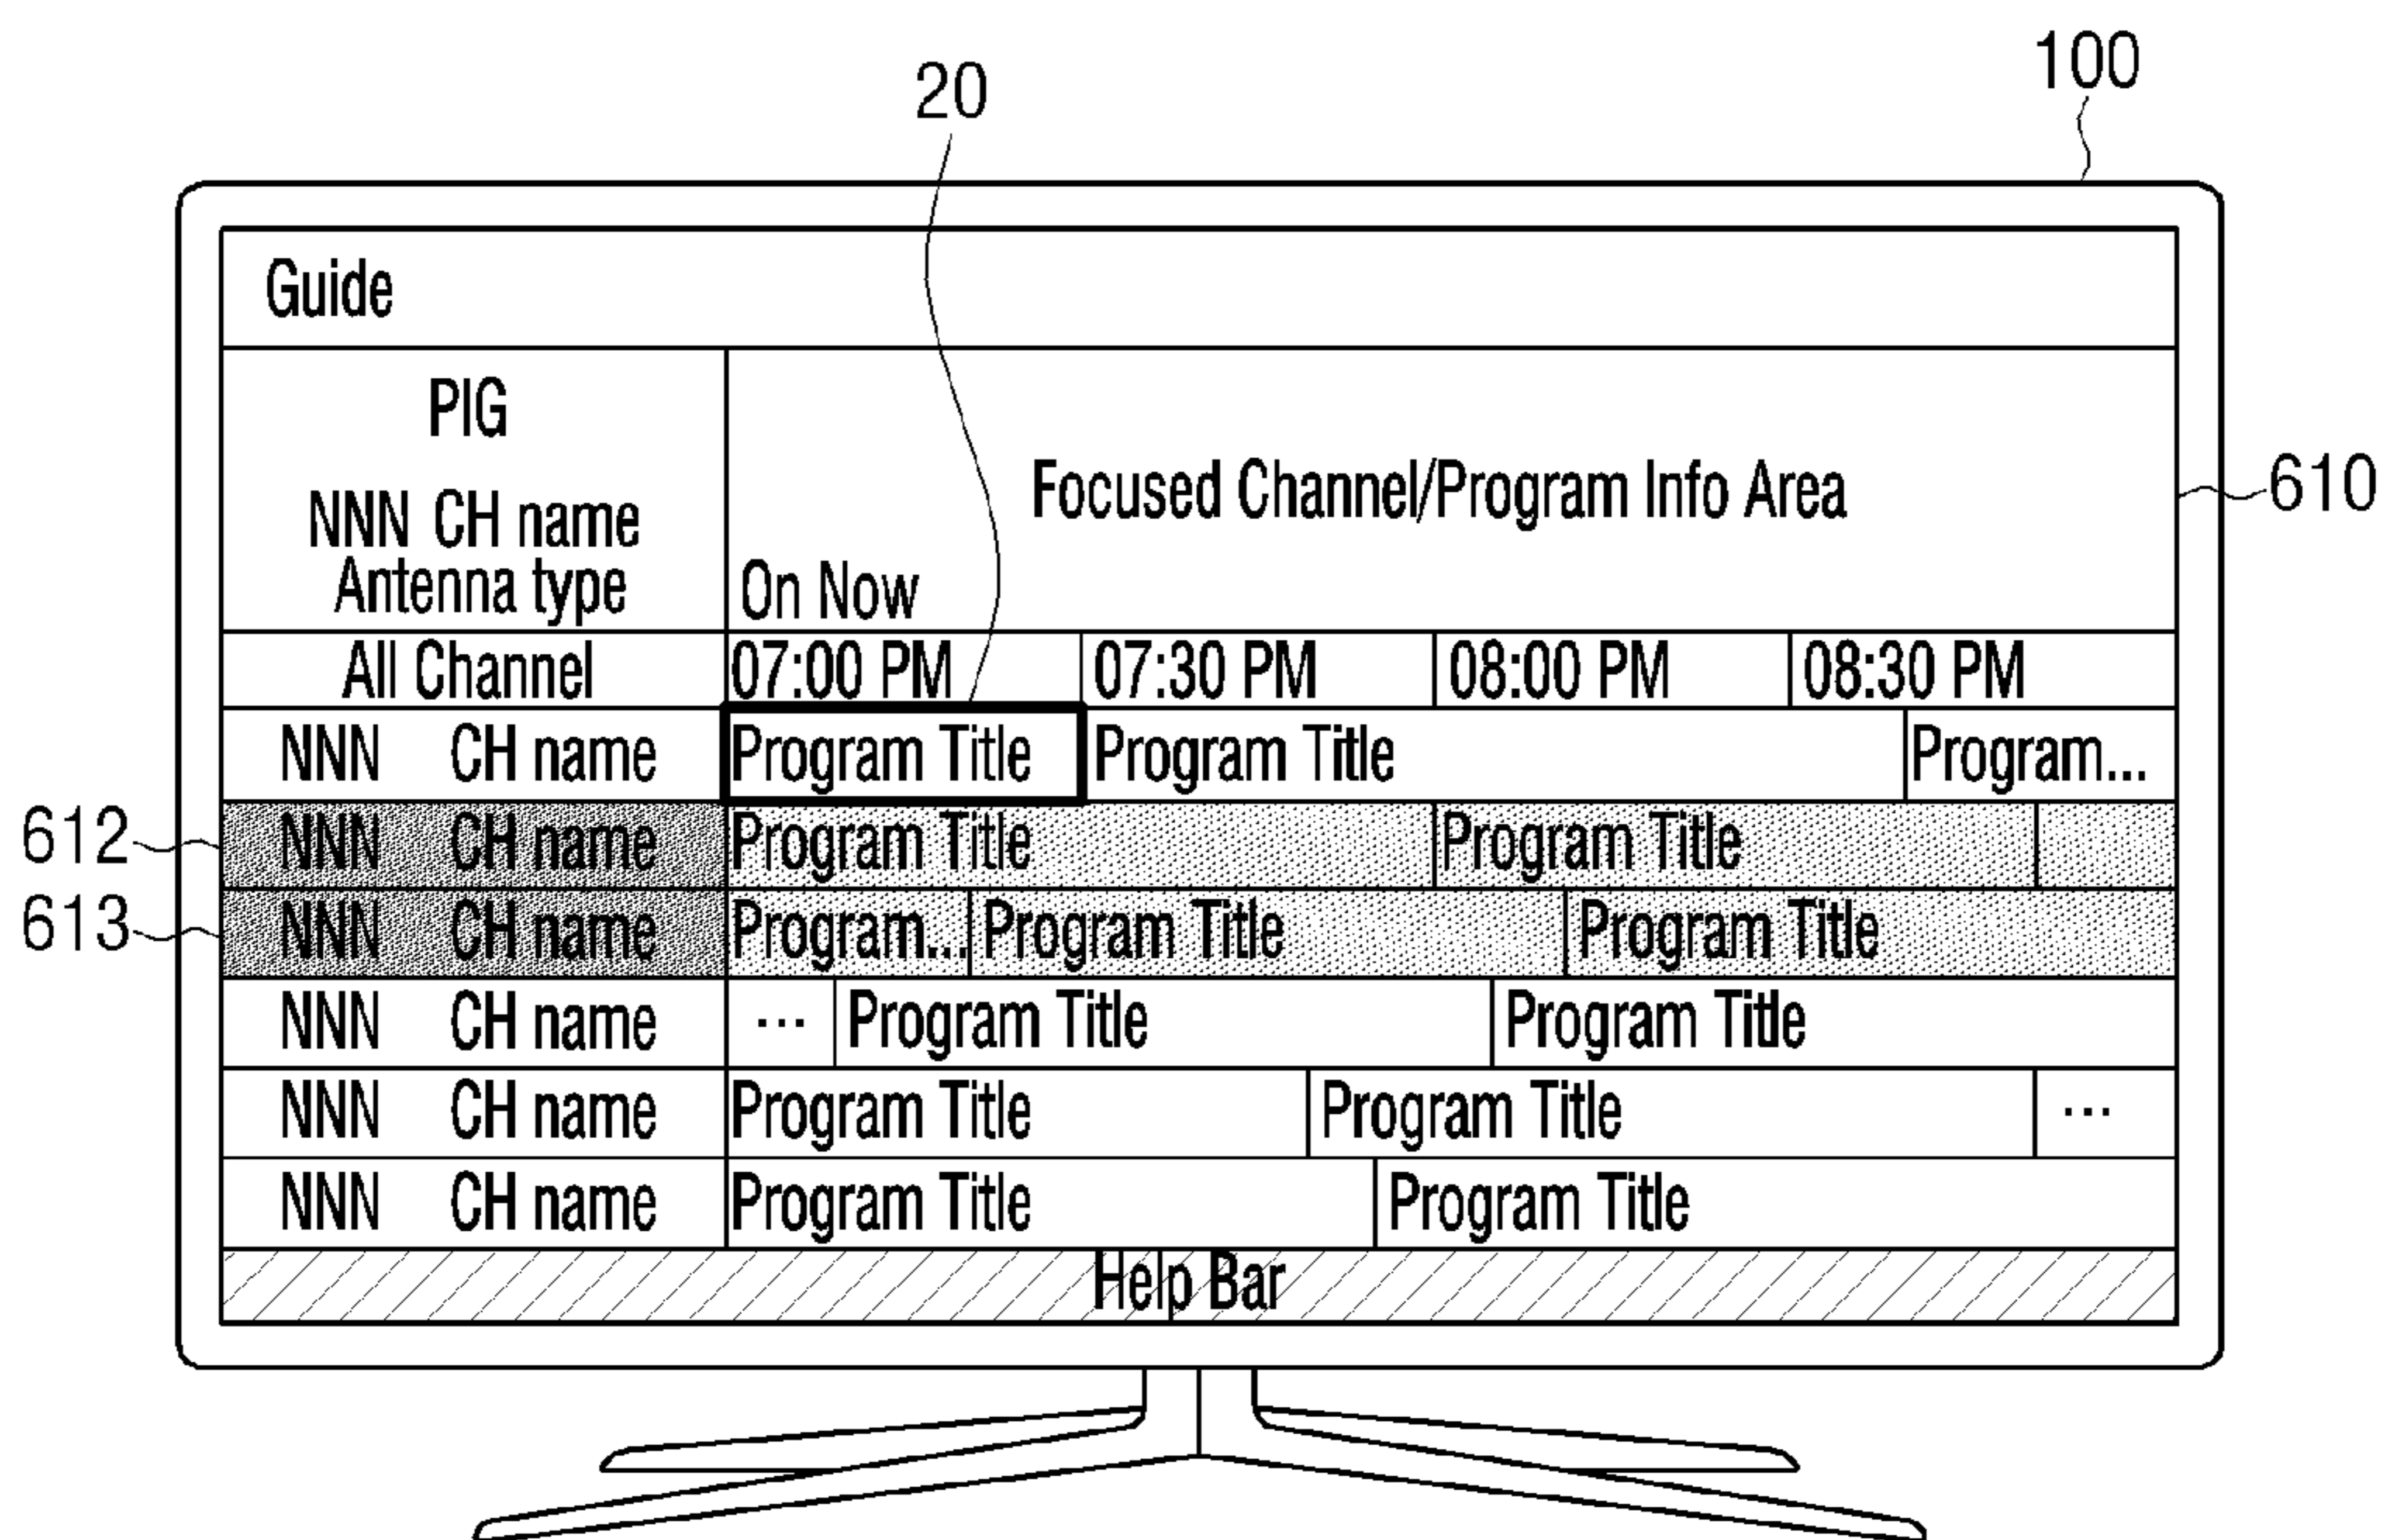 100
20
Guide
PIG
NNN CH name
Antenna type
Focused Channel/Program Info Area
On Now
610
All Channel 07:00 PM 07:30 PM 08:00 PM 08:30 PM
NNN CH name Program Title Program Title Program...
612 NNN CH name Program Title Program Title
613 NNN CH name Program... Program Title Program Title
NNN CH name ... Program Title Program Title
NNN CH name Program Title Program Title ...
NNN CH name Program Title Program Title
Help Bar